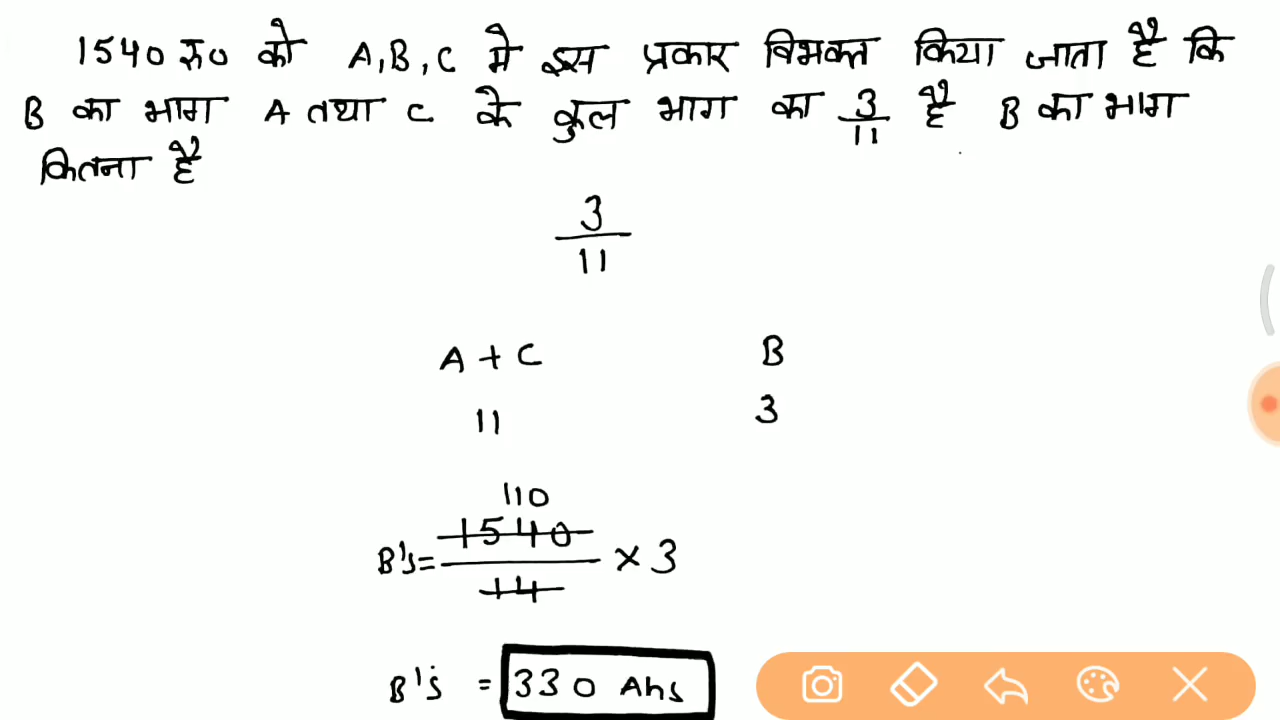 1540 रु० को A, B, C मे इस प्रकार विभक्त किया जाता है कि
B का भाग A तथा C के कुल भाग का 3/11 है B का भाग
कितना है
3
11
A + C B
11 3
110
B's = 1540/14 × 3
B's = 330 Ans